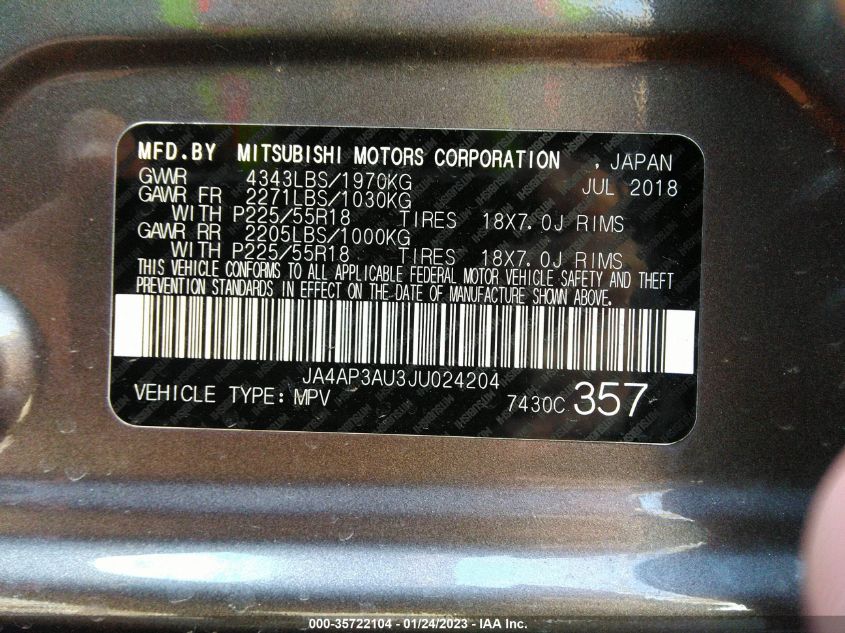 MFD.BY MITSUBISHI MOTORS CORPORATION , JAPAN
GVWR 4343LBS/1970KG JUL 2018
GAWR FR 2271LBS/1030KG
WITH P225/55R18 TIRES 18X7.0J RIMS
GAWR RR 2205LBS/1000KG
WITH P225/55R18 TIRES 18X7.0J RIMS
THIS VEHICLE CONFORMS TO ALL APPLICABLE FEDERAL MOTOR VEHICLE SAFETY AND THEFT
PREVENTION STANDARDS IN EFFECT ON THE DATE OF MANUFACTURE SHOWN ABOVE.
JA4AP3AU3JU024204
VEHICLE TYPE: MPV 7430C 357
000-35722104 - 01/24/2023 - IAA Inc.